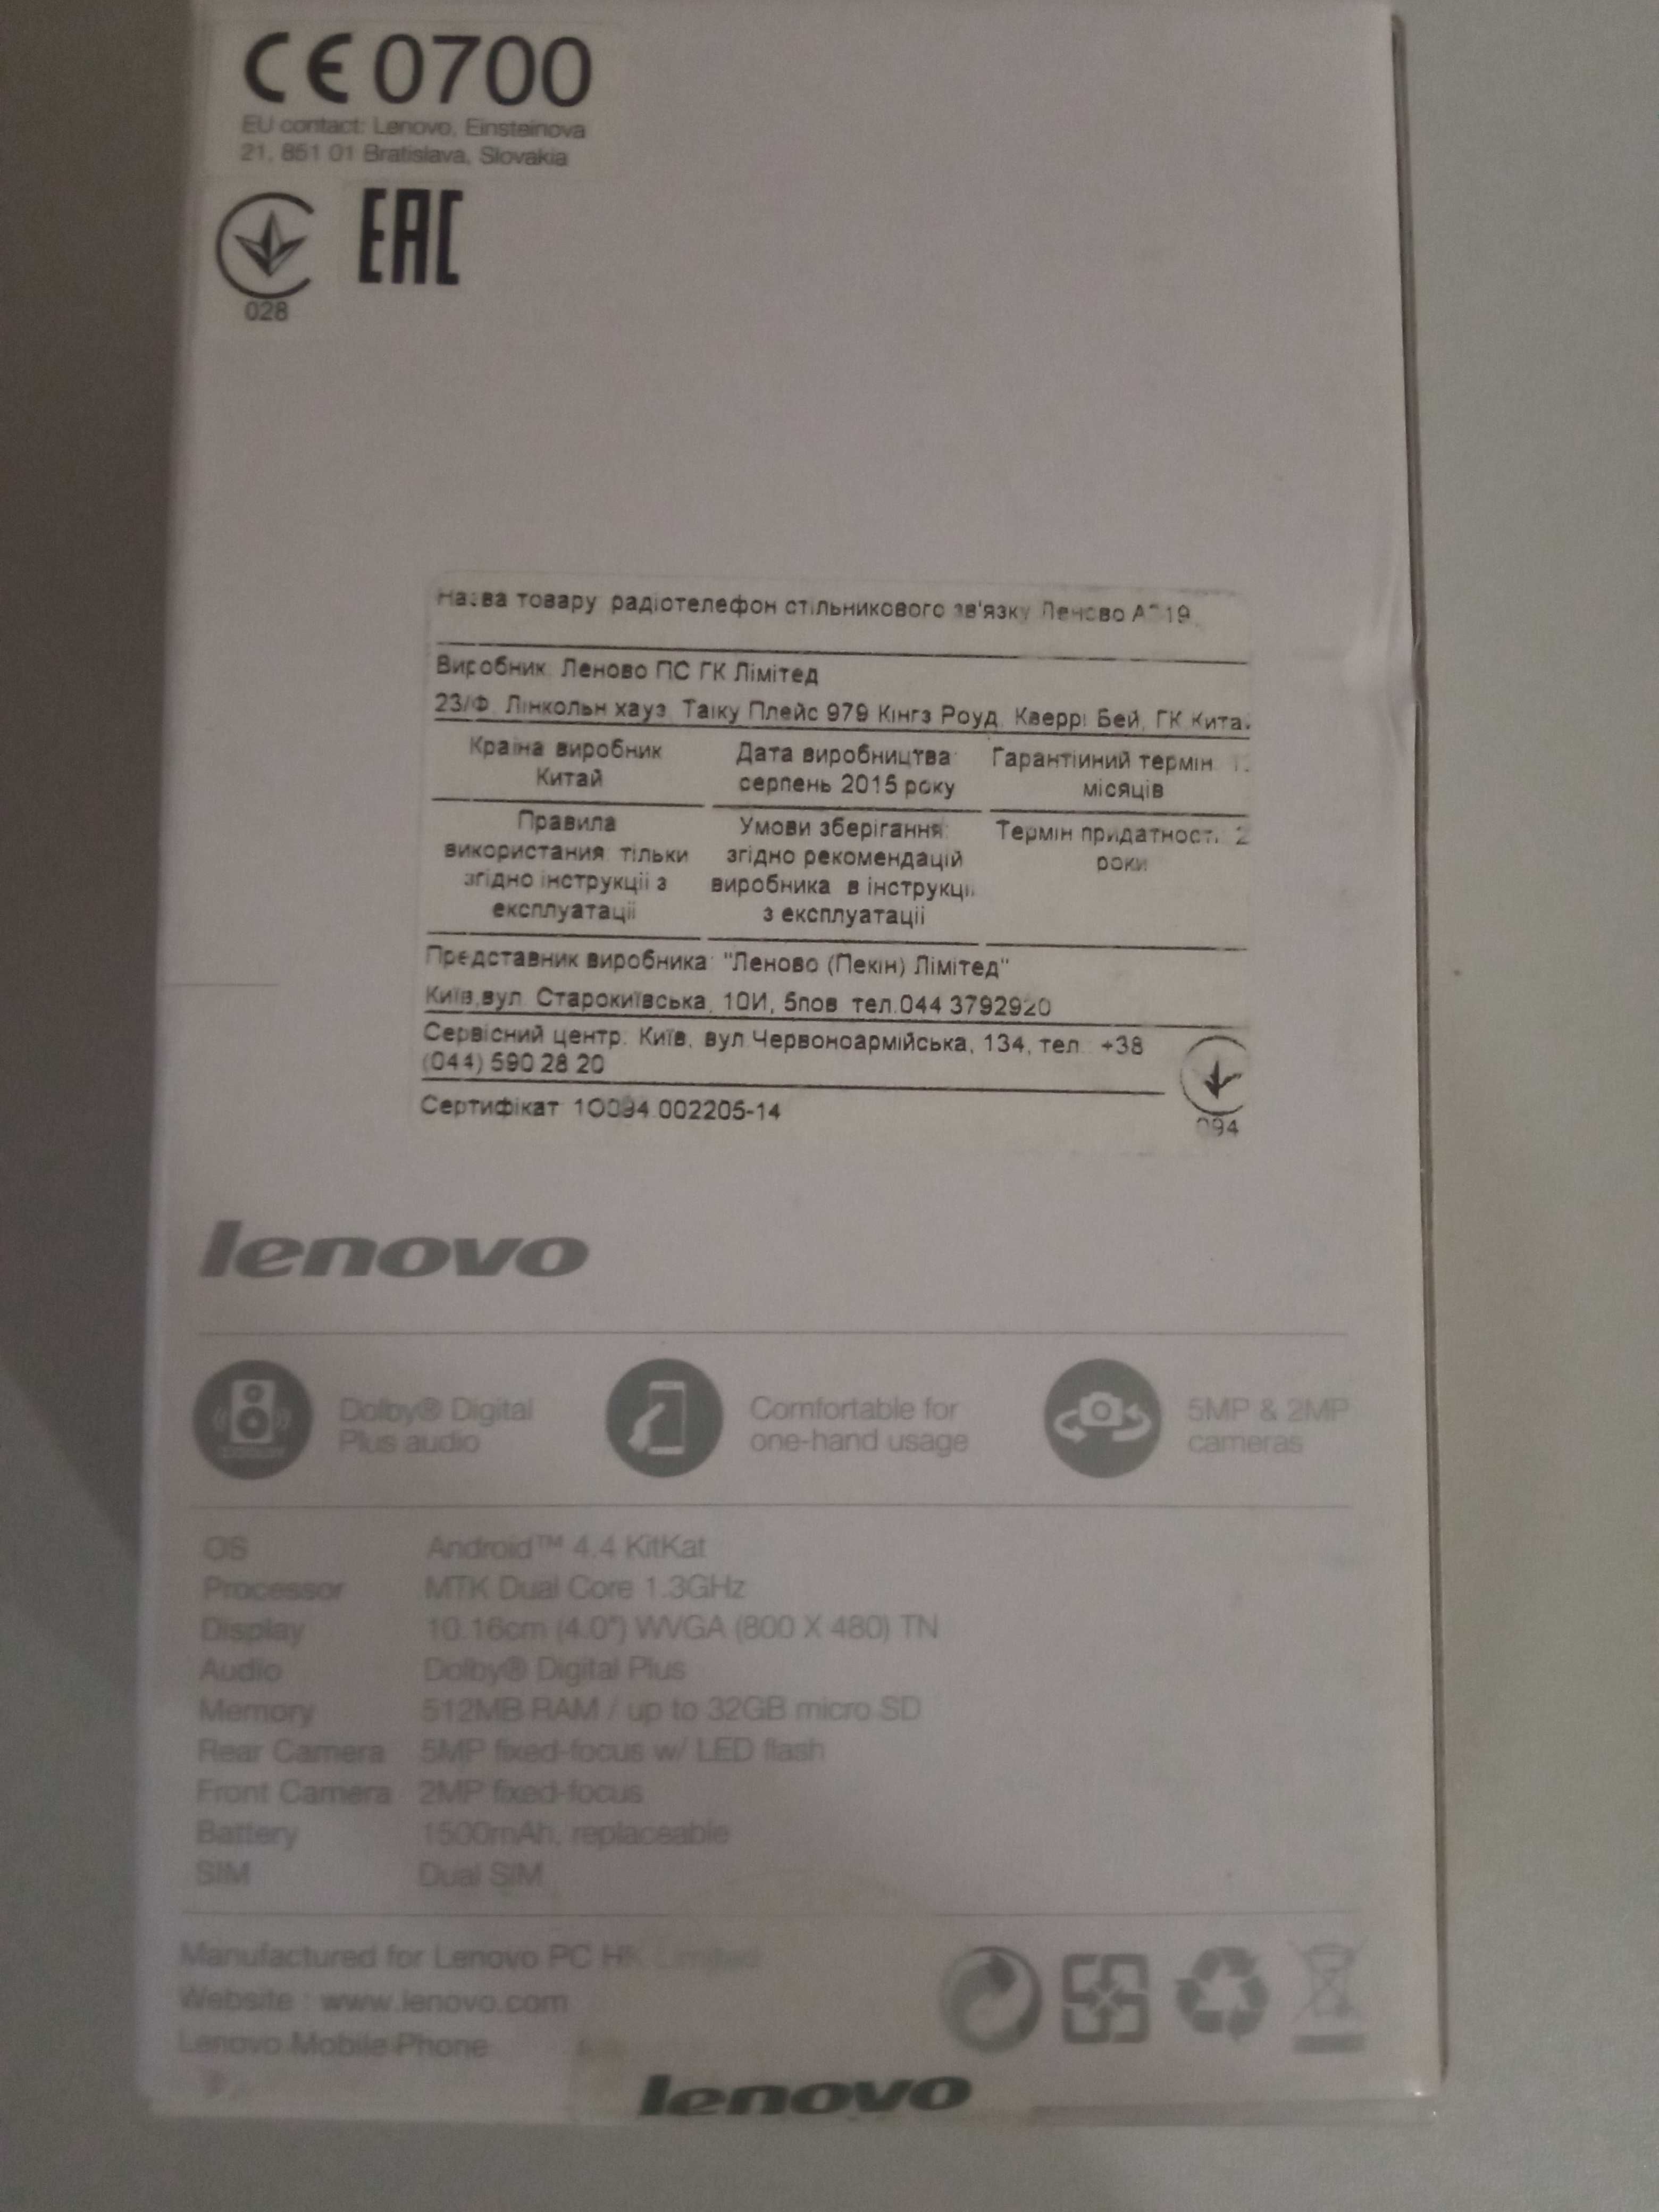 CE 0700
EU contact: Lenovo, Einsteinova
21, 851 01 Bratislava, Slovakia
EAC
028
Назва товару радіотелефон стільникового зв'язку Леново
Виробник Леново ПС ГК Лімітед
23/Ф Лінкольн хауз Таіку Плейс 979 Кінгз Роуд Кверрі Бей, ГК
Країна виробник
Китай
Дата виробництва
серпень 2015 року
Гарантійний термін
місяців
Правила
використання тільки
згідно інструкції з
експлуатації
Умови зберігання:
згідно рекомендацій
виробника в інструкції
з експлуатації
Термін придатності 2
роки
Представник виробника: "Леново (Пекін) Лімітед"
Київ,вул Старокиївська, 10И, 5пов тел.044 3792920
Сервісний центр: Київ, вул.Червоноармійська, 134, тел.: +38
(044) 590 28 20
Сертифікат 002205-14
094
lenovo
Dolby® Digital
Plus audio
Comfortable for
one-hand usage
5MP & 2MP
cameras
OS Android™ 4.4 KitKat
Processor MTK Dual Core 1.3GHz
Display 10.16cm (4.0") WVGA (800 X 480) TN
Audio Dolby® Digital Plus
Memory 512MB RAM / up to 32GB micro SD
Rear Camera 5MP fixed-focus w/ LED flash
Front Camera 2MP fixed-focus
Battery 1500mAh, replaceable
SIM Dual SIM
Manufactured for Lenovo PC HK Limited
Website : www.lenovo.com
Lenovo Mobile Phone
lenovo